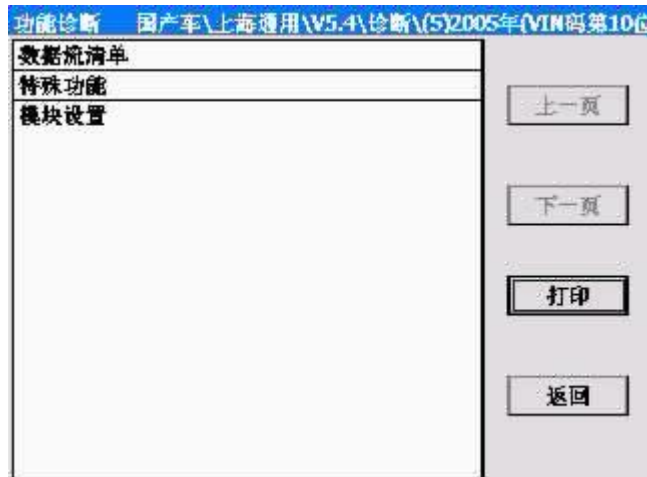 功能诊断 国产车\上海通用\V5.4\诊断\(5)2005年(VIN码第10位
数据流清单
特殊功能
模块设置
上一页
下一页
打印
返回